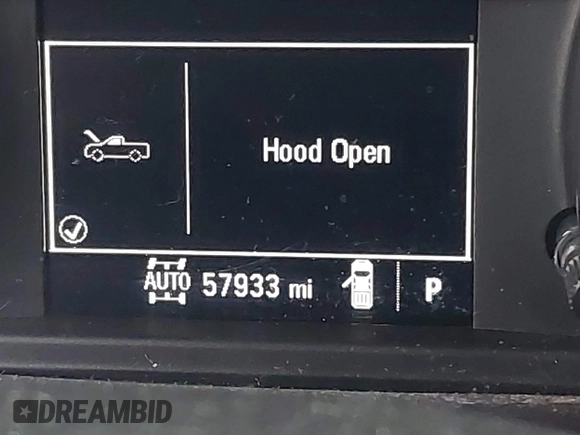 Hood Open
AUTO 57933 mi P
DREAMBID